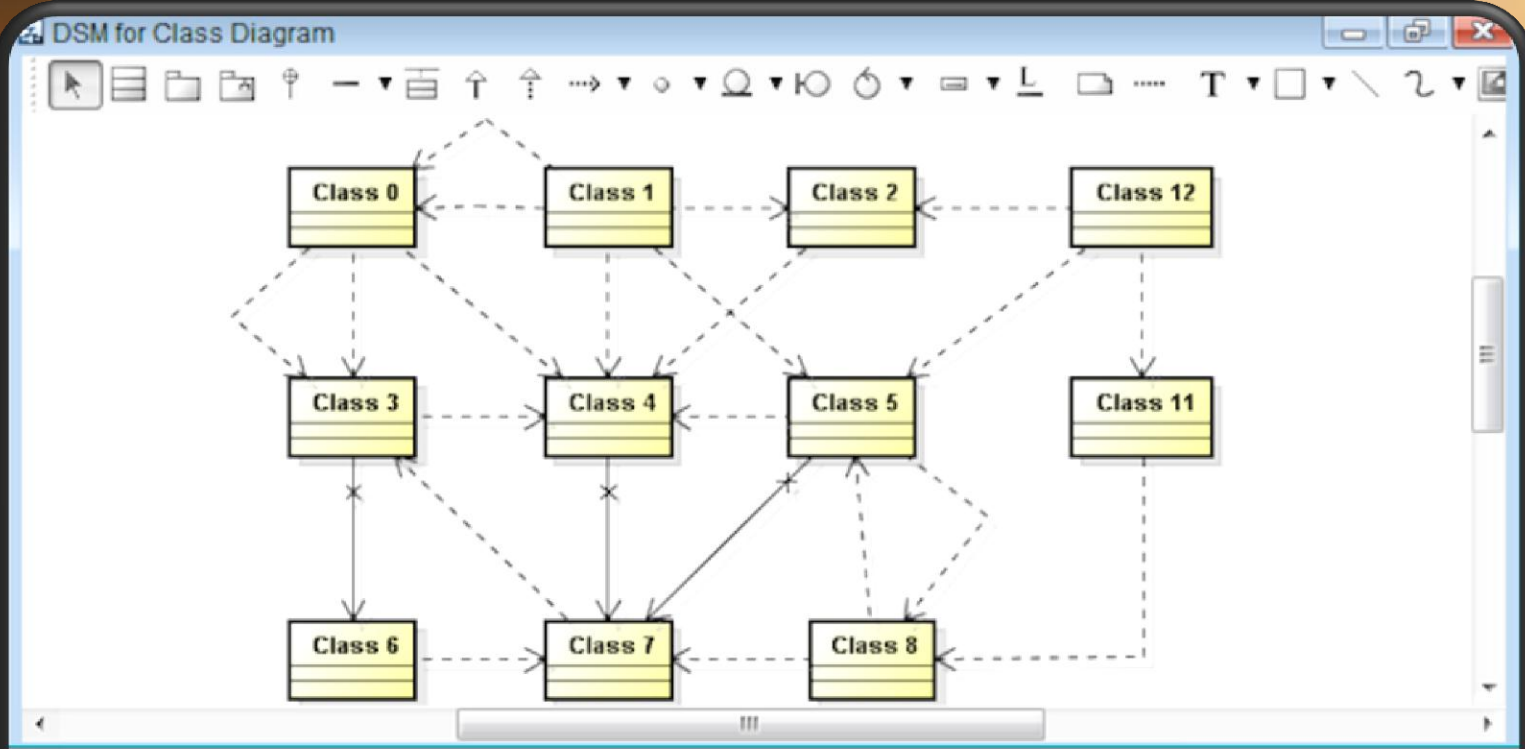 DSM for Class Diagram
L T
Class 0 Class 1 Class 2 Class 12
Class 3 Class 4 Class 5 Class 11
Class 6 Class 7 Class 8